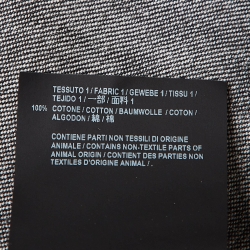 TESSUTO 1 / FABRIC 1 / GEWEBE 1 / TISSU 1 /
TEJIDO 1 / 一部 / 面料 1
100% COTONE / COTTON / BAUMWOLLE / COTON /
ALGODON / 綿 / 棉
CONTIENE PARTI NON TESSILI DI ORIGINE
ANIMALE / CONTAINS NON-TEXTILE PARTS OF
ANIMAL ORIGIN / CONTIENT DES PARTIES NON
TEXTILES D'ORIGINE ANIMALE /